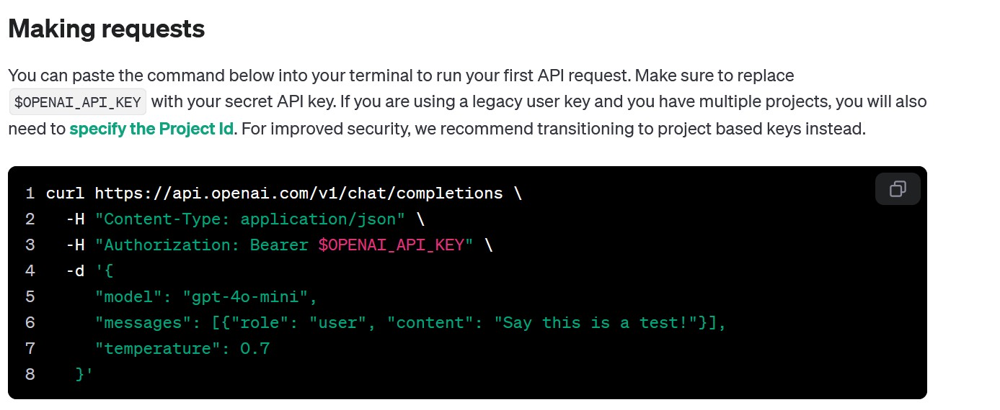 Making requests
You can paste the command below into your terminal to run your first API request. Make sure to replace
$OPENAI_API_KEY with your secret API key. If you are using a legacy user key and you have multiple projects, you will also
need to specify the Project Id. For improved security, we recommend transitioning to project based keys instead.
1 curl https://api.openai.com/v1/chat/completions \
2   -H "Content-Type: application/json" \
3   -H "Authorization: Bearer $OPENAI_API_KEY" \
4   -d '{
5      "model": "gpt-4o-mini",
6      "messages": [{"role": "user", "content": "Say this is a test!"}],
7      "temperature": 0.7
8    }'